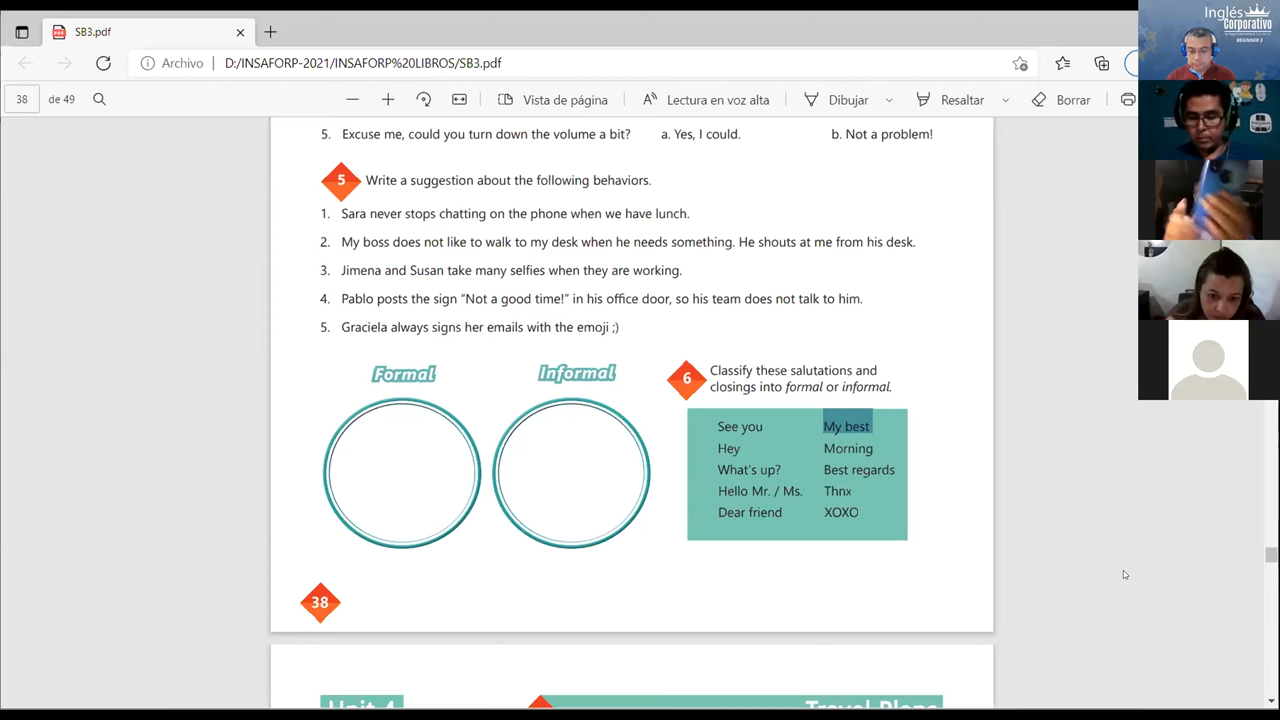 SB3.pdf
Archivo
D:/INSAFORP-2021/INSAFORP%20LIBROS/SB3.pdf
38 de 49
Vista de página
Lectura en voz alta
Dibujar
Resaltar
Borrar
Inglés
Corporativo
BEGINNER 3
5. Excuse me, could you turn down the volume a bit? a. Yes, I could. b. Not a problem!
5 Write a suggestion about the following behaviors.
1. Sara never stops chatting on the phone when we have lunch.
2. My boss does not like to walk to my desk when he needs something. He shouts at me from his desk.
3. Jimena and Susan take many selfies when they are working.
4. Pablo posts the sign “Not a good time!” in his office door, so his team does not talk to him.
5. Graciela always signs her emails with the emoji ;)
Formal
Informal
6 Classify these salutations and
closings into formal or informal.
See you My best
Hey Morning
What's up? Best regards
Hello Mr. / Ms. Thnx
Dear friend XOXO
38
Unit 4 Travel Plans